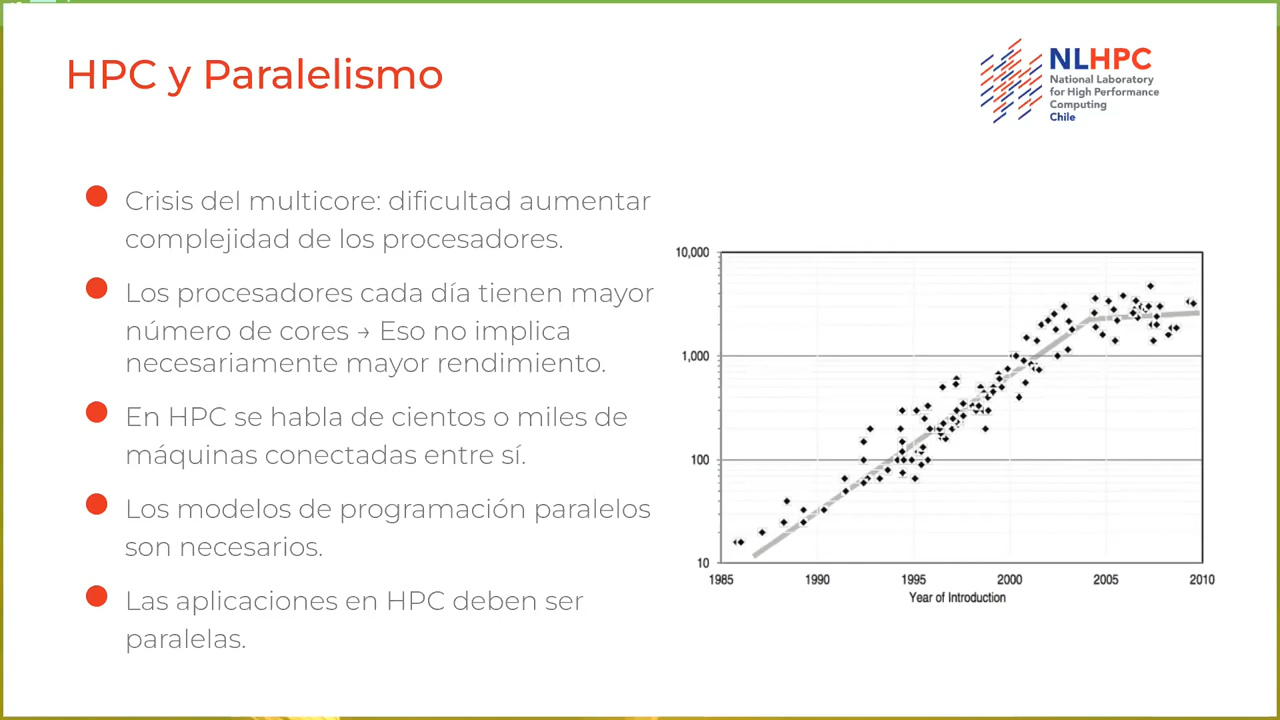 HPC y Paralelismo
NLHPC
National Laboratory
for High Performance
Computing
Chile
Crisis del multicore: dificultad aumentar
complejidad de los procesadores.
Los procesadores cada día tienen mayor
número de cores → Eso no implica
necesariamente mayor rendimiento.
En HPC se habla de cientos o miles de
máquinas conectadas entre sí.
Los modelos de programación paralelos
son necesarios.
Las aplicaciones en HPC deben ser
paralelas.
10,000
1,000
100
10
1985 1990 1995 2000 2005 2010
Year of Introduction